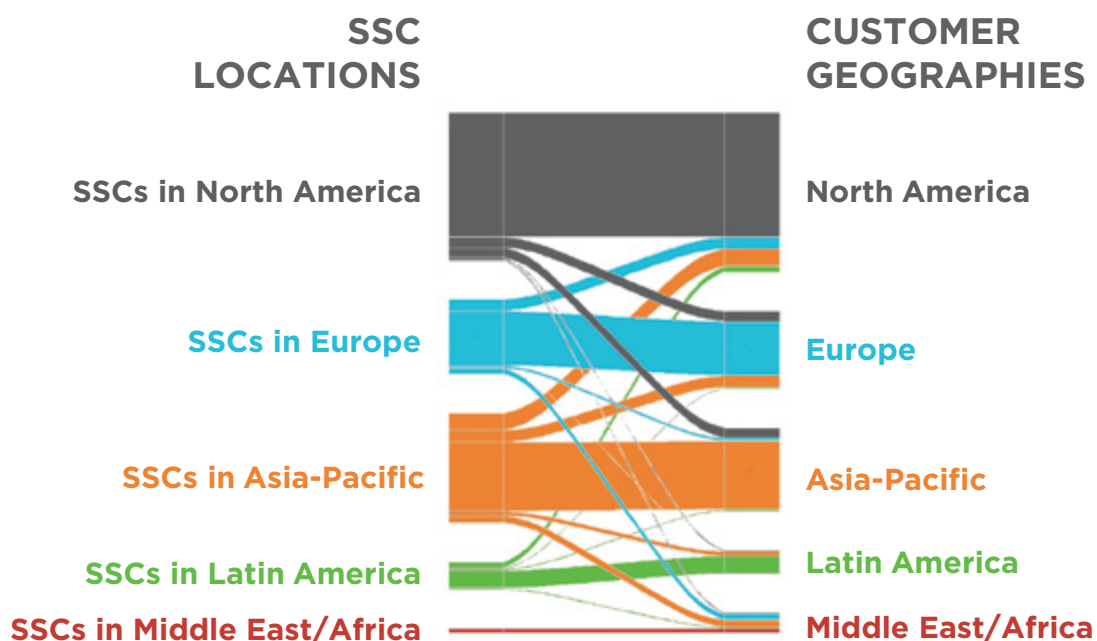 SSC
LOCATIONS
CUSTOMER
GEOGRAPHIES
SSCs in North America
North America
SSCs in Europe
Europe
SSCs in Asia-Pacific
Asia-Pacific
SSCs in Latin America
Latin America
SSCs in Middle East/Africa
Middle East/Africa